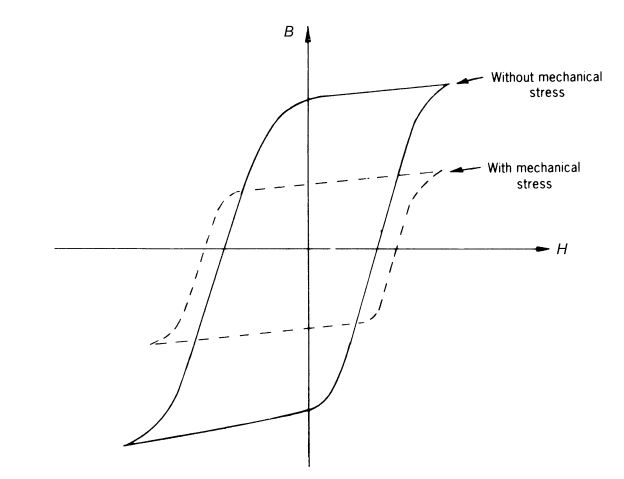 B
Without mechanical
stress
With mechanical
stress
H